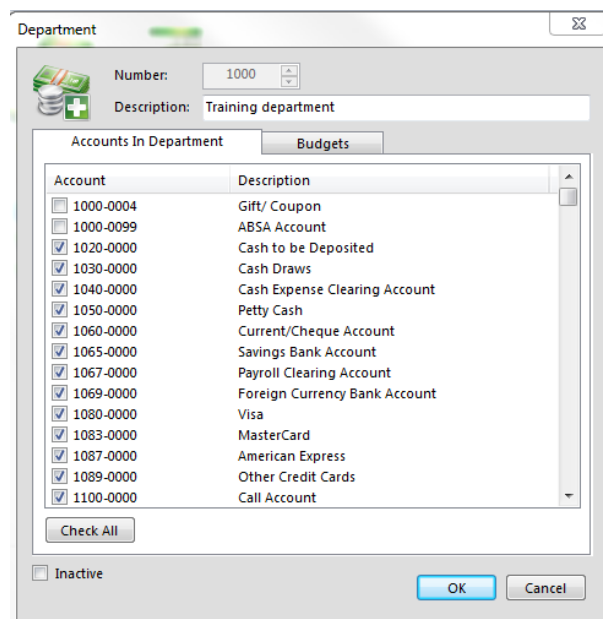 Department
Number: 1000
Description: Training department
Accounts In Department Budgets
Account Description
1000-0004 Gift/ Coupon
1000-0099 ABSA Account
1020-0000 Cash to be Deposited
1030-0000 Cash Draws
1040-0000 Cash Expense Clearing Account
1050-0000 Petty Cash
1060-0000 Current/Cheque Account
1065-0000 Savings Bank Account
1067-0000 Payroll Clearing Account
1069-0000 Foreign Currency Bank Account
1080-0000 Visa
1083-0000 MasterCard
1087-0000 American Express
1089-0000 Other Credit Cards
1100-0000 Call Account
Check All
Inactive
OK Cancel